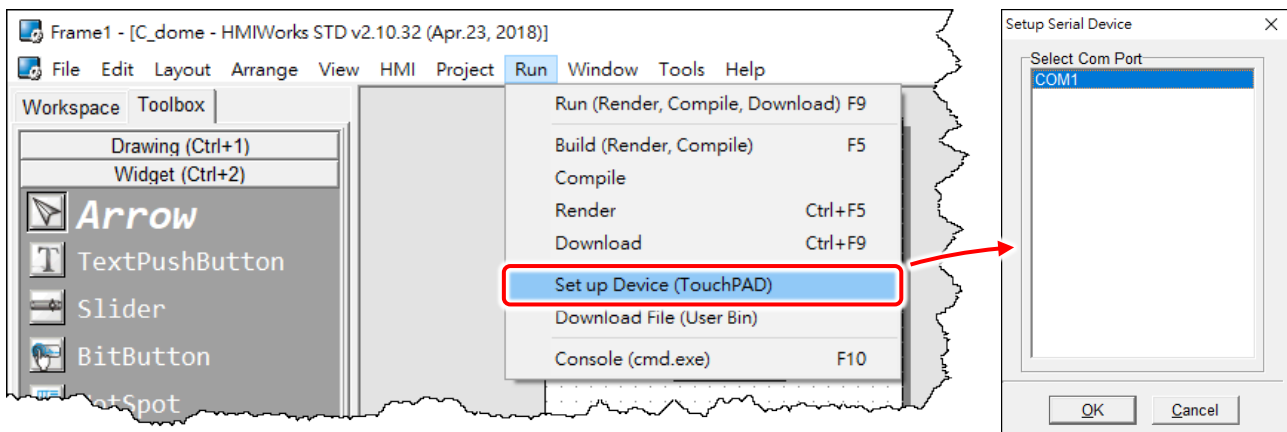 Frame1 - [C_dome - HMIWorks STD v2.10.32 (Apr.23, 2018)]
File Edit Layout Arrange View HMI Project Run Window Tools Help
Workspace Toolbox
Drawing (Ctrl+1)
Widget (Ctrl+2)
Arrow
TextPushButton
Slider
BitButton
HotSpot
Run (Render, Compile, Download) F9
Build (Render, Compile) F5
Compile
Render Ctrl+F5
Download Ctrl+F9
Set up Device (TouchPAD)
Download File (User Bin)
Console (cmd.exe) F10
Setup Serial Device
Select Com Port
COM1
OK Cancel